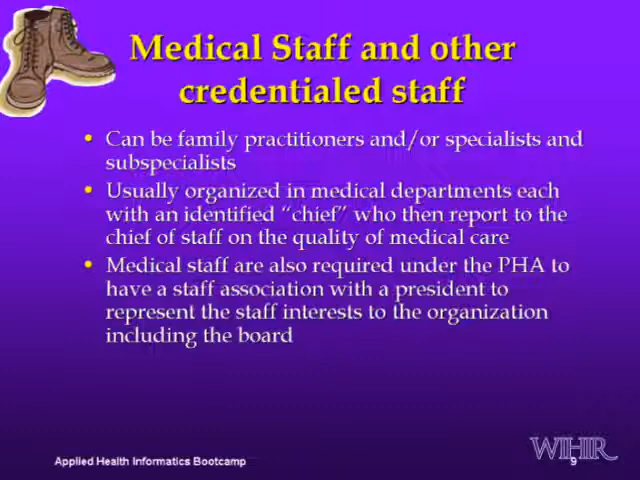 Medical Staff and other
credentialed staff
• Can be family practitioners and/or specialists and
subspecialists
• Usually organized in medical departments each
with an identified “chief” who then report to the
chief of staff on the quality of medical care
• Medical staff are also required under the PHA to
have a staff association with a president to
represent the staff interests to the organization
including the board
WIHIR
Applied Health Informatics Bootcamp
9